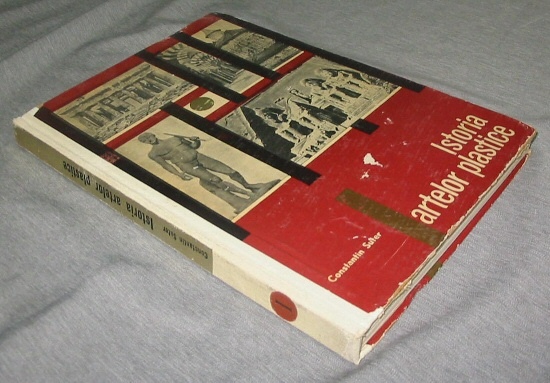 Istoria
artelor plastice
Constantin Suter
Constantin Suter Istoria artelor plastice